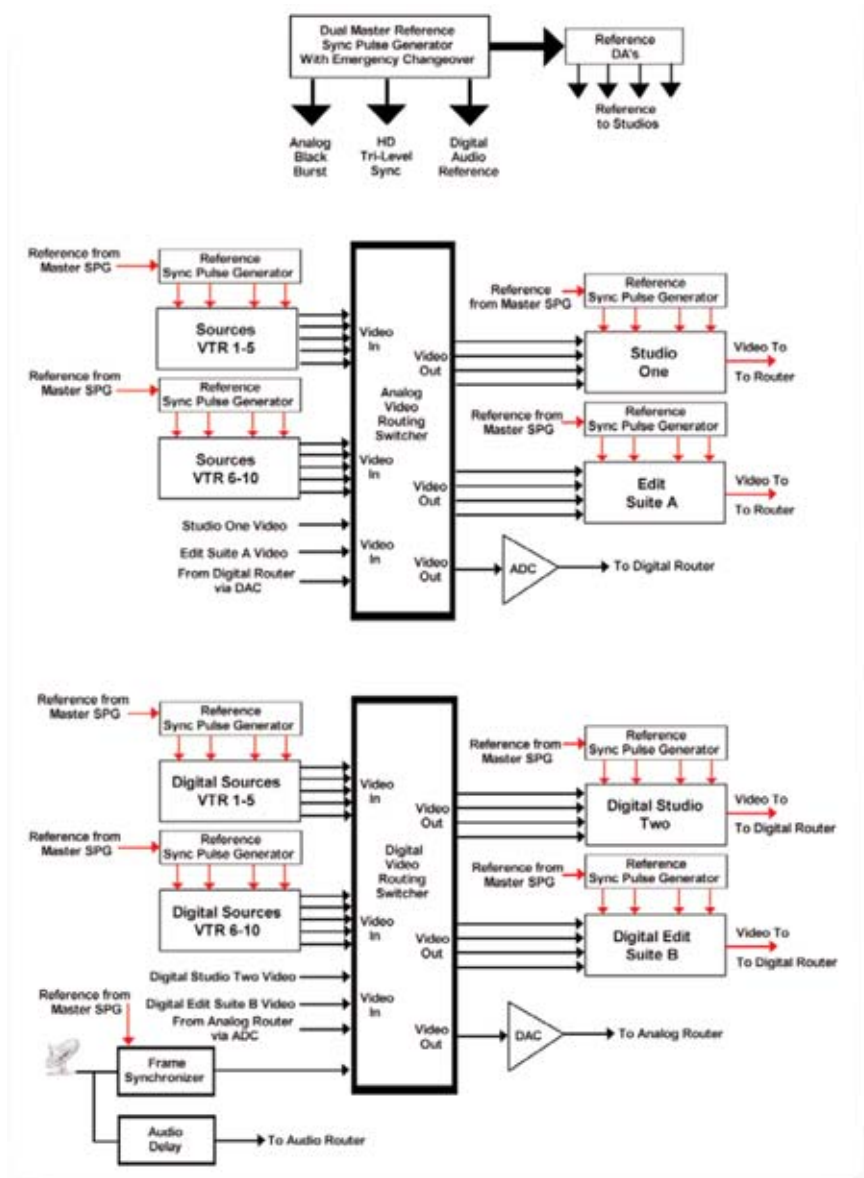 Dual Master Reference
Sync Pulse Generator
With Emergency Changeover
Reference
DA's
Analog
Black
Burst
HD
Tri-Level
Sync
Digital
Audio
Reference
Reference
to Studios
Reference from
Master SPG
Reference
Sync Pulse Generator
Sources
VTR 1-5
Reference from
Master SPG
Reference
Sync Pulse Generator
Sources
VTR 6-10
Studio One Video
Edit Suite A Video
From Digital Router
via DAC
Video
In
Video
In
Video
In
Analog
Video
Routing
Switcher
Video
Out
Video
Out
Video
Out
Reference
from Master SPG
Reference
Sync Pulse Generator
Studio
One
Video To
To Router
Reference from
Master SPG
Reference
Sync Pulse Generator
Edit
Suite A
Video To
To Router
ADC
To Digital Router
Reference from
Master SPG
Reference
Sync Pulse Generator
Digital Sources
VTR 1-5
Reference from
Master SPG
Reference
Sync Pulse Generator
Digital Sources
VTR 6-10
Digital Studio Two Video
Digital Edit Suite B Video
From Analog Router
via ADC
Reference from
Master SPG
Frame
Synchronizer
Audio
Delay
To Audio Router
Video
In
Video
In
Video
In
Digital
Video
Routing
Switcher
Video
Out
Video
Out
Video
Out
Reference from
Master SPG
Reference
Sync Pulse Generator
Digital Studio
Two
Video To
To Digital Router
Reference from
Master SPG
Reference
Sync Pulse Generator
Digital Edit
Suite B
Video To
To Digital Router
DAC
To Analog Router